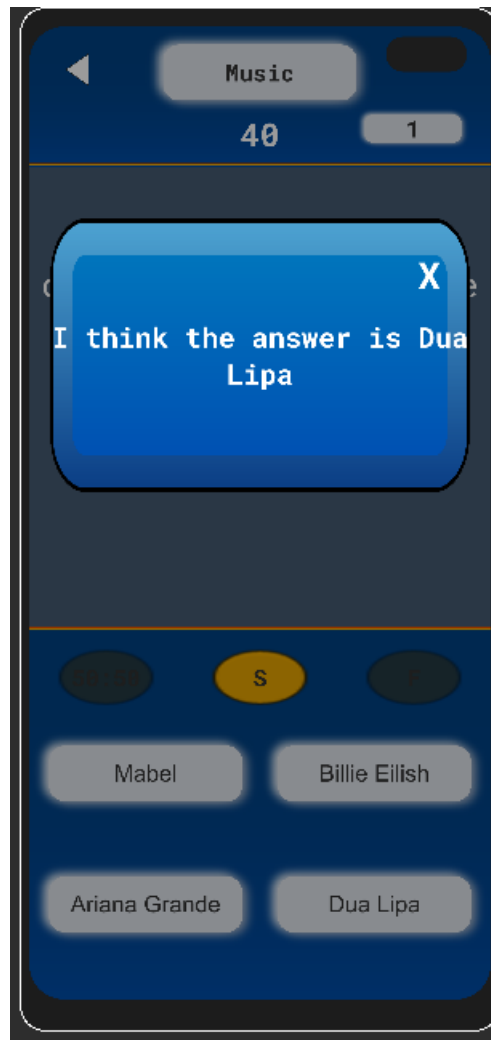 Music
40
1
X
I think the answer is Dua
Lipa
S
Mabel
Billie Eilish
Ariana Grande
Dua Lipa